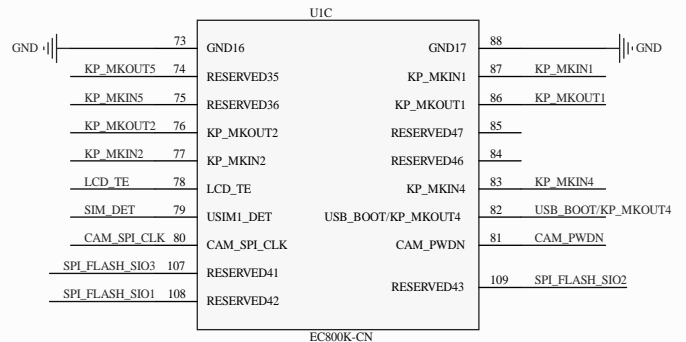 U1C
GND 73 GND16 GND17 88 GND
KP_MKOUT5 74 RESERVED35 KP_MKIN1 87 KP_MKIN1
KP_MKIN5 75 RESERVED36 KP_MKOUT1 86 KP_MKOUT1
KP_MKOUT2 76 KP_MKOUT2 RESERVED47 85
KP_MKIN2 77 KP_MKIN2 RESERVED46 84
LCD_TE 78 LCD_TE KP_MKIN4 83 KP_MKIN4
SIM_DET 79 USIM1_DET USB_BOOT/KP_MKOUT4 82 USB_BOOT/KP_MKOUT4
CAM_SPI_CLK 80 CAM_SPI_CLK CAM_PWDN 81 CAM_PWDN
SPI_FLASH_SIO3 107 RESERVED41
RESERVED43 109 SPI_FLASH_SIO2
SPI_FLASH_SIO1 108 RESERVED42
EC800K-CN